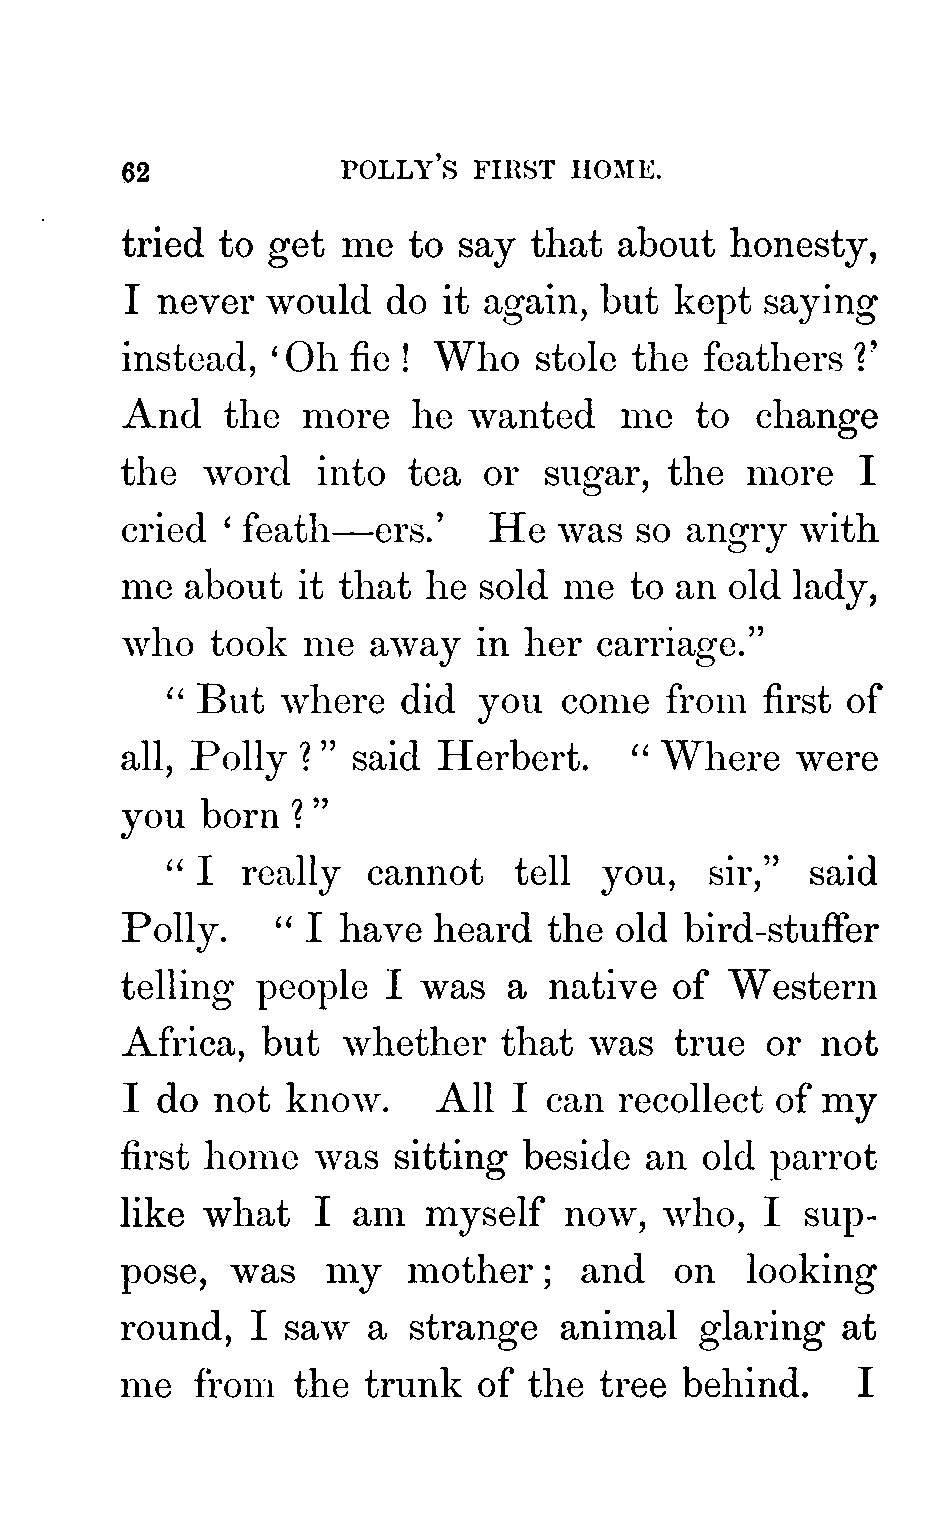 62 POLLY'S FIRST HOME.
tried to get me to say that about honesty,
I never would do it again, but kept saying
instead, 'Oh fie! Who stole the feathers?'
And the more he wanted me to change
the word into tea or sugar, the more I
cried 'feath—ers.' He was so angry with
me about it that he sold me to an old lady,
who took me away in her carriage."
"But where did you come from first of
all, Polly?" said Herbert. "Where were
you born?"
"I really cannot tell you, sir," said
Polly. "I have heard the old bird-stuffer
telling people I was a native of Western
Africa, but whether that was true or not
I do not know. All I can recollect of my
first home was sitting beside an old parrot
like what I am myself now, who, I sup-
pose, was my mother; and on looking
round, I saw a strange animal glaring at
me from the trunk of the tree behind. I